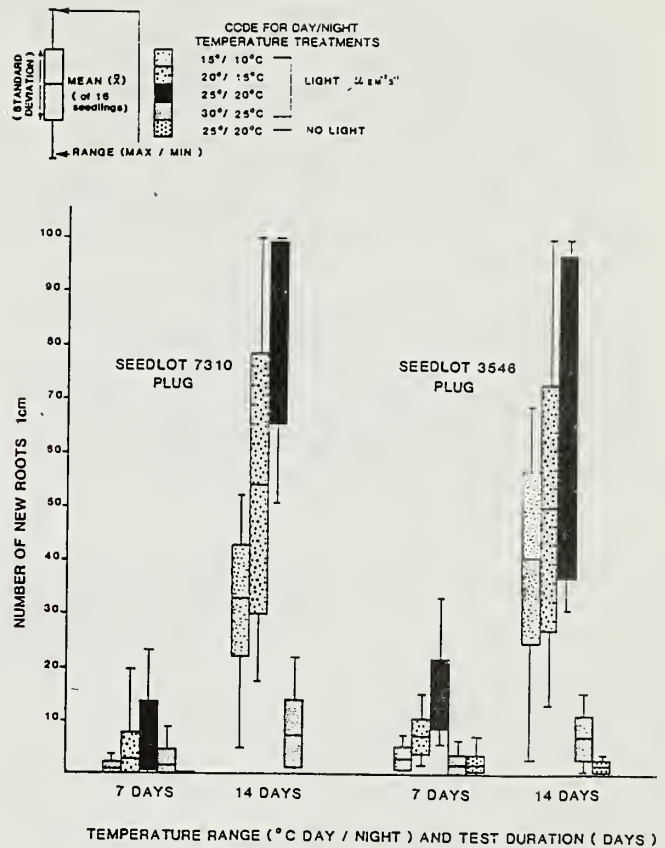 CODE FOR DAY/NIGHT
TEMPERATURE TREATMENTS
(STANDARD DEVIATION)
MEAN (X̄)
(of 16
seedlings)
RANGE (MAX / MIN)
15°/ 10°C
20°/ 15°C
25°/ 20°C
30°/ 25°C
25°/ 20°C
LIGHT
NO LIGHT
NUMBER OF NEW ROOTS 1cm
100
90
80
70
60
50
40
30
20
10
SEEDLOT 7310
PLUG
SEEDLOT 3546
PLUG
7 DAYS 14 DAYS 7 DAYS 14 DAYS
TEMPERATURE RANGE (°C DAY / NIGHT) AND TEST DURATION (DAYS)